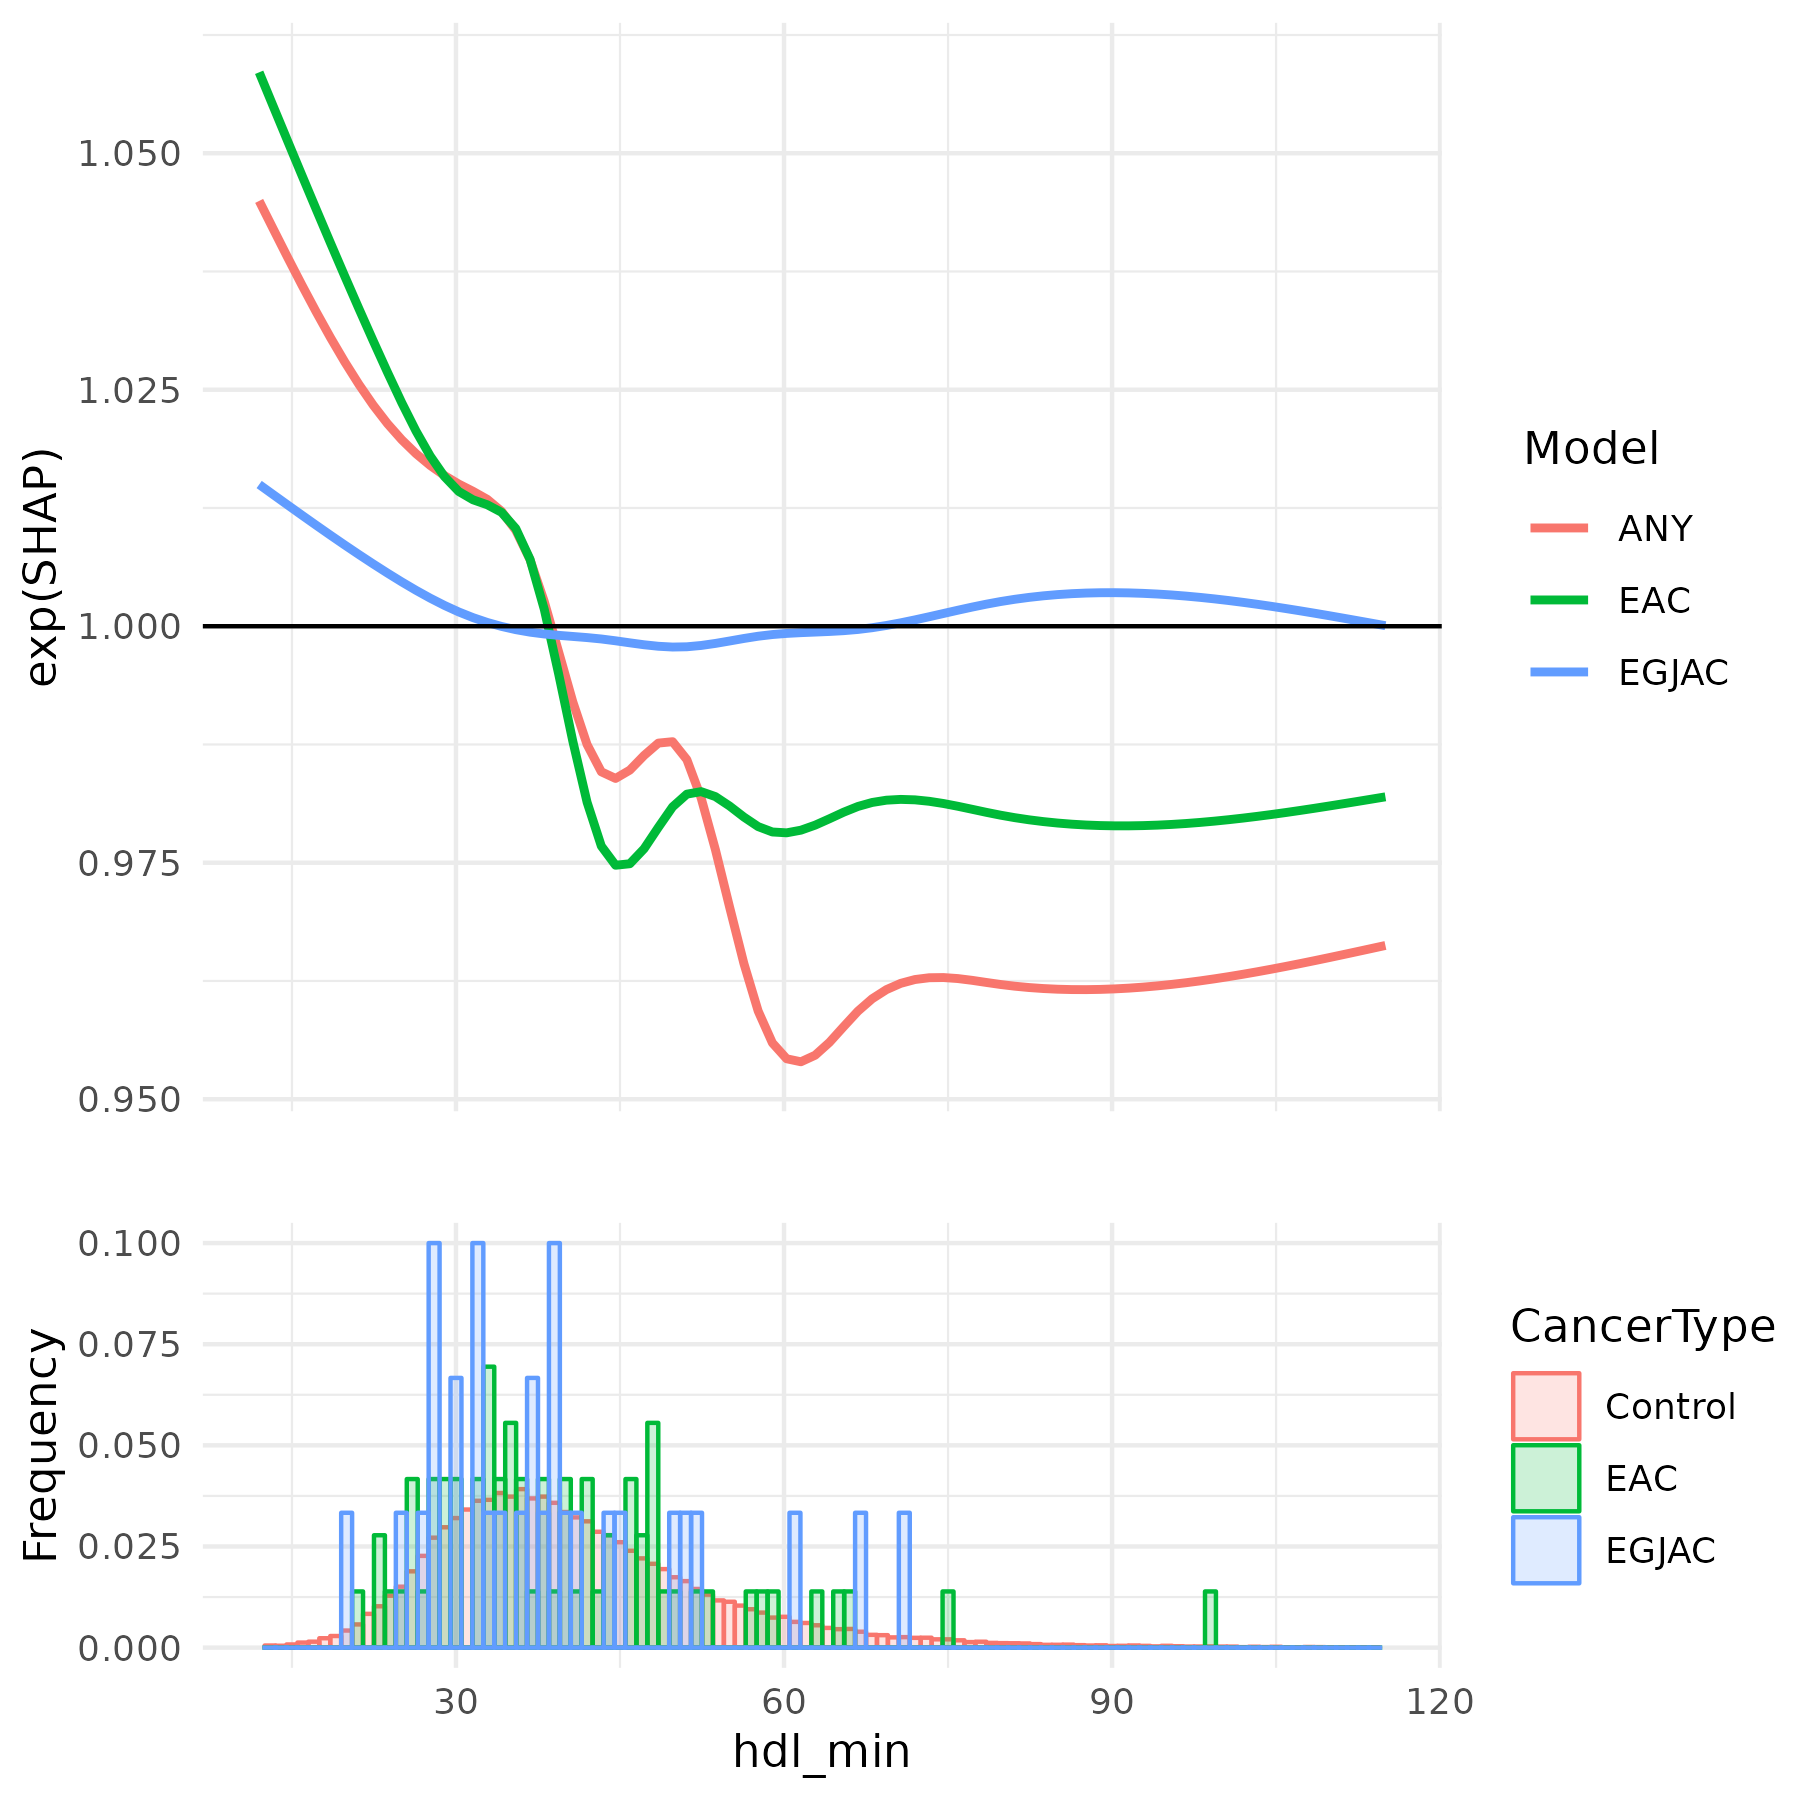 exp(SHAP)
1.050
1.025
1.000
0.975
0.950
Model
ANY
EAC
EGJAC
Frequency
0.100
0.075
0.050
0.025
0.000
30 60 90 120
hdl_min
CancerType
Control
EAC
EGJAC